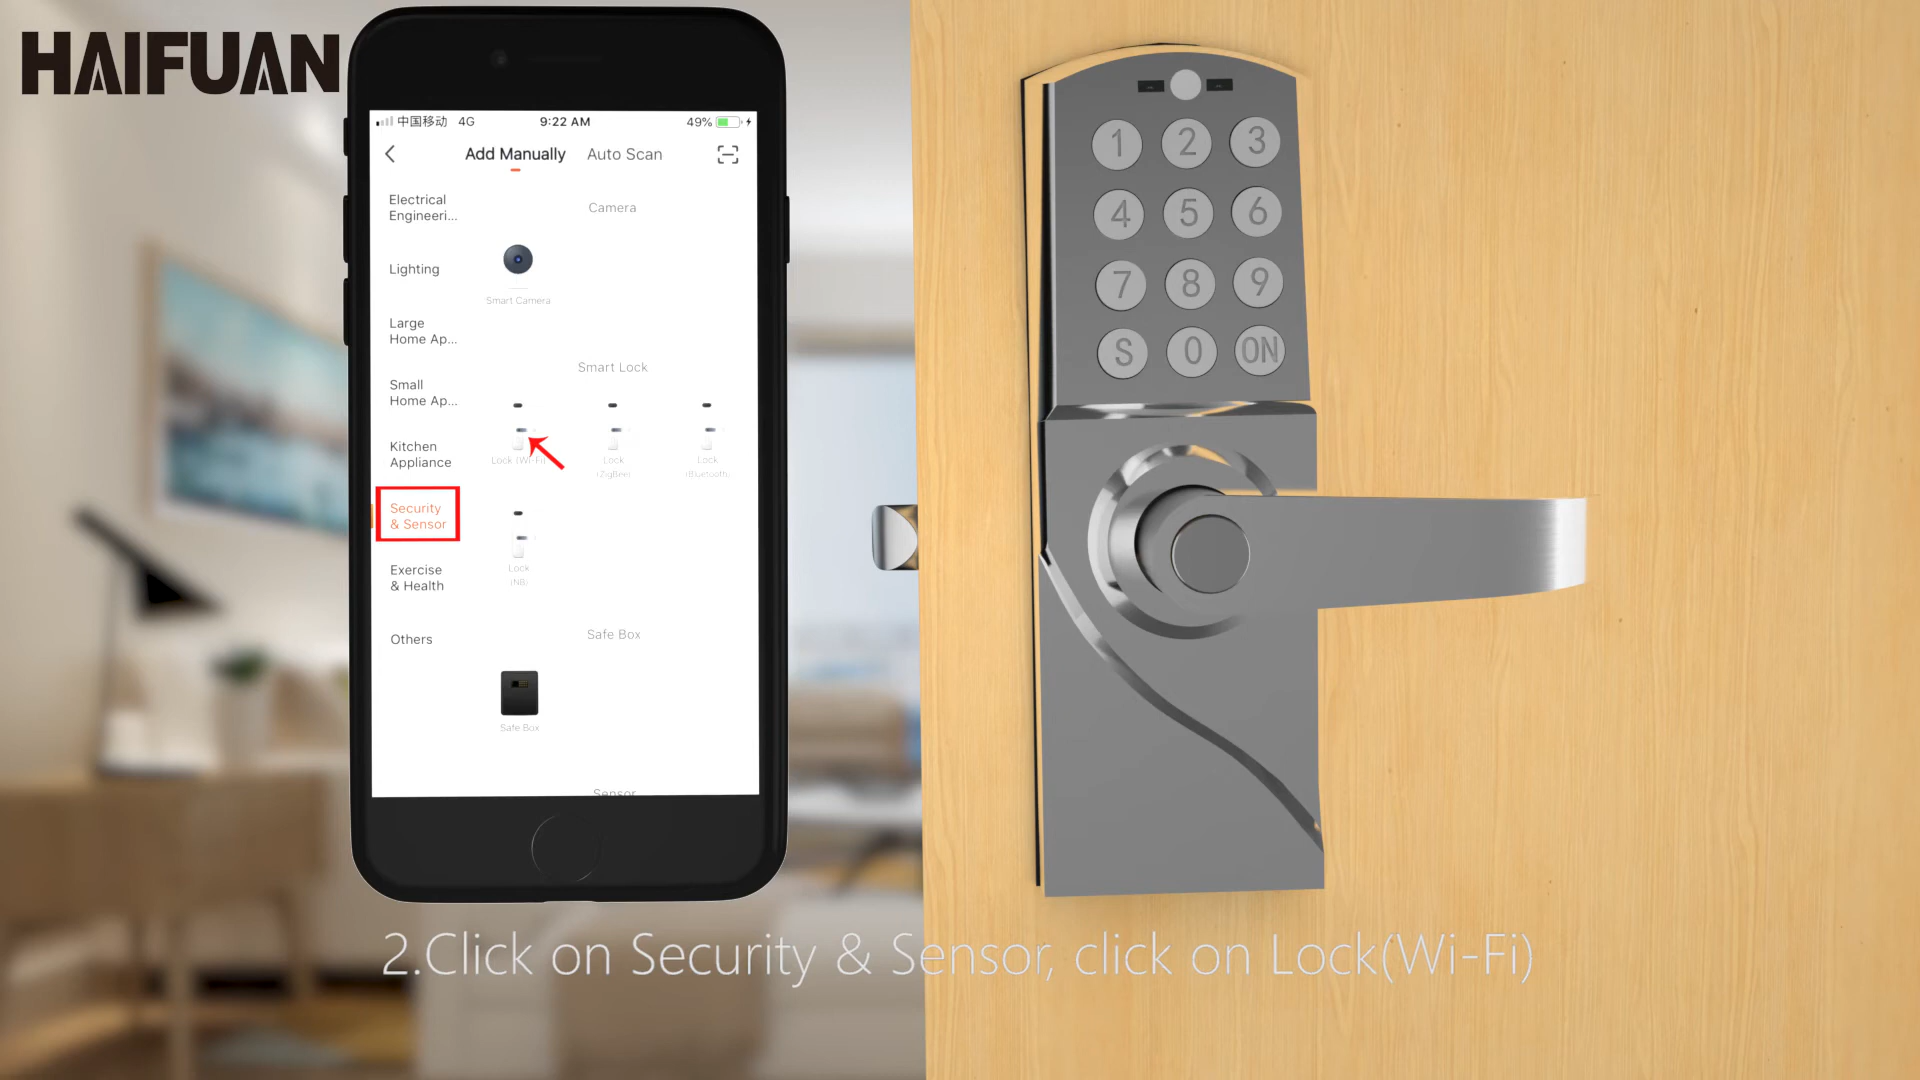 HAIFUAN
中国移动 4G 9:22 AM 49%
Add Manually Auto Scan
Electrical
Engineeri...
Lighting
Large
Home Ap...
Small
Home Ap...
Kitchen
Appliance
Security
& Sensor
Exercise
& Health
Others
Camera
Smart Camera
Smart Lock
Lock (Wi-Fi)
Lock
(ZigBee)
Lock
(Bluetooth)
Lock
(NB)
Safe Box
Safe Box
Sensor
1 2 3
4 5 6
7 8 9
S 0 ON
2.Click on Security & Sensor, click on Lock(Wi-Fi)